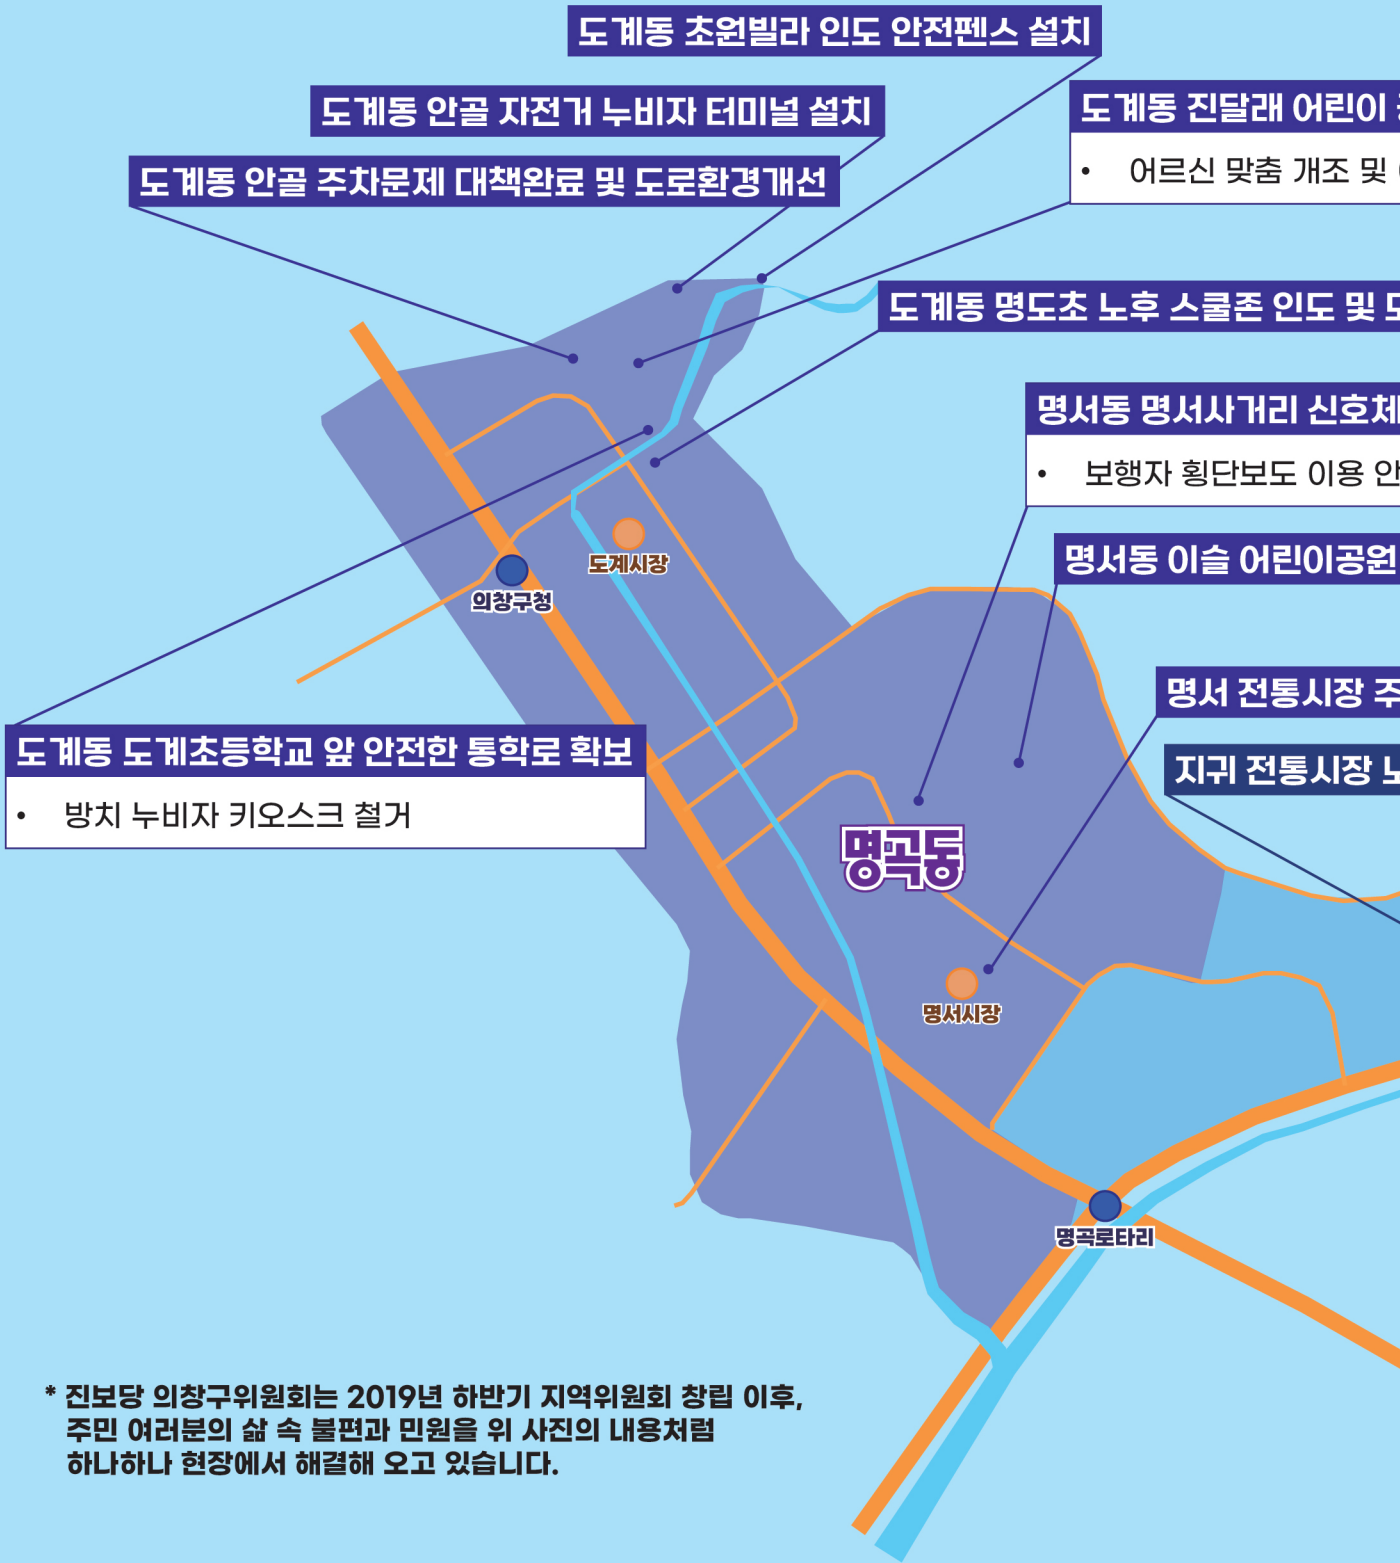 도계동 초원빌라 인도 안전펜스 설치
도계동 안골 자전거 누비자 터미널 설치
도계동 진달래 어린이
• 어르신 맞춤 개조 및
도계동 안골 주차문제 대책완료 및 도로환경개선
도계동 명도초 노후 스쿨존 인도 및
명서동 명서사거리 신호체
• 보행자 횡단보도 이용 안
도계시장
명서동 이슬 어린이공원
의창구청
명서 전통시장 주
도계동 도계초등학교 앞 안전한 통학로 확보
지귀 전통시장
• 방치 누비자 키오스크 철거
명곡동
명서시장
명곡로타리
* 진보당 의창구위원회는 2019년 하반기 지역위원회 창립 이후,
주민 여러분의 삶 속 불편과 민원을 위 사진의 내용처럼
하나하나 현장에서 해결해 오고 있습니다.